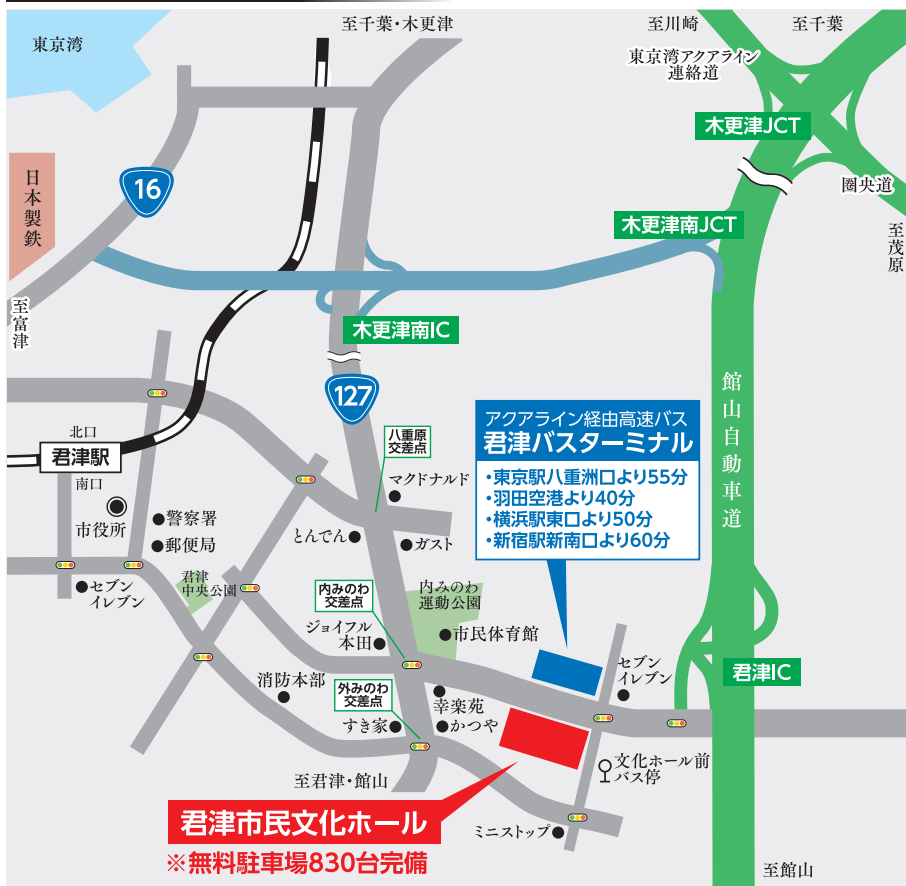 至千葉・木更津
至川崎
至千葉
東京湾
東京湾アクアライン
連絡道
木更津JCT
日本製鉄
16
圏央道
木更津南JCT
至茂原
至富津
木更津南IC
127
館山自動車道
アクアライン経由高速バス
君津バスターミナル
・東京駅八重洲口より55分
・羽田空港より40分
・横浜駅東口より50分
・新宿駅新南口より60分
北口
君津駅
南口
八重原
交差点
マクドナルド
市役所
警察署
郵便局
とんでん
ガスト
セブン
イレブン
君津
中央公園
内みのわ
交差点
内みのわ
運動公園
ジョイフル
本田
市民体育館
セブン
イレブン
君津IC
消防本部
外みのわ
交差点
幸楽苑
すき家
かつや
文化ホール前
バス停
至君津・館山
君津市民文化ホール
※無料駐車場830台完備
ミニストップ
至館山